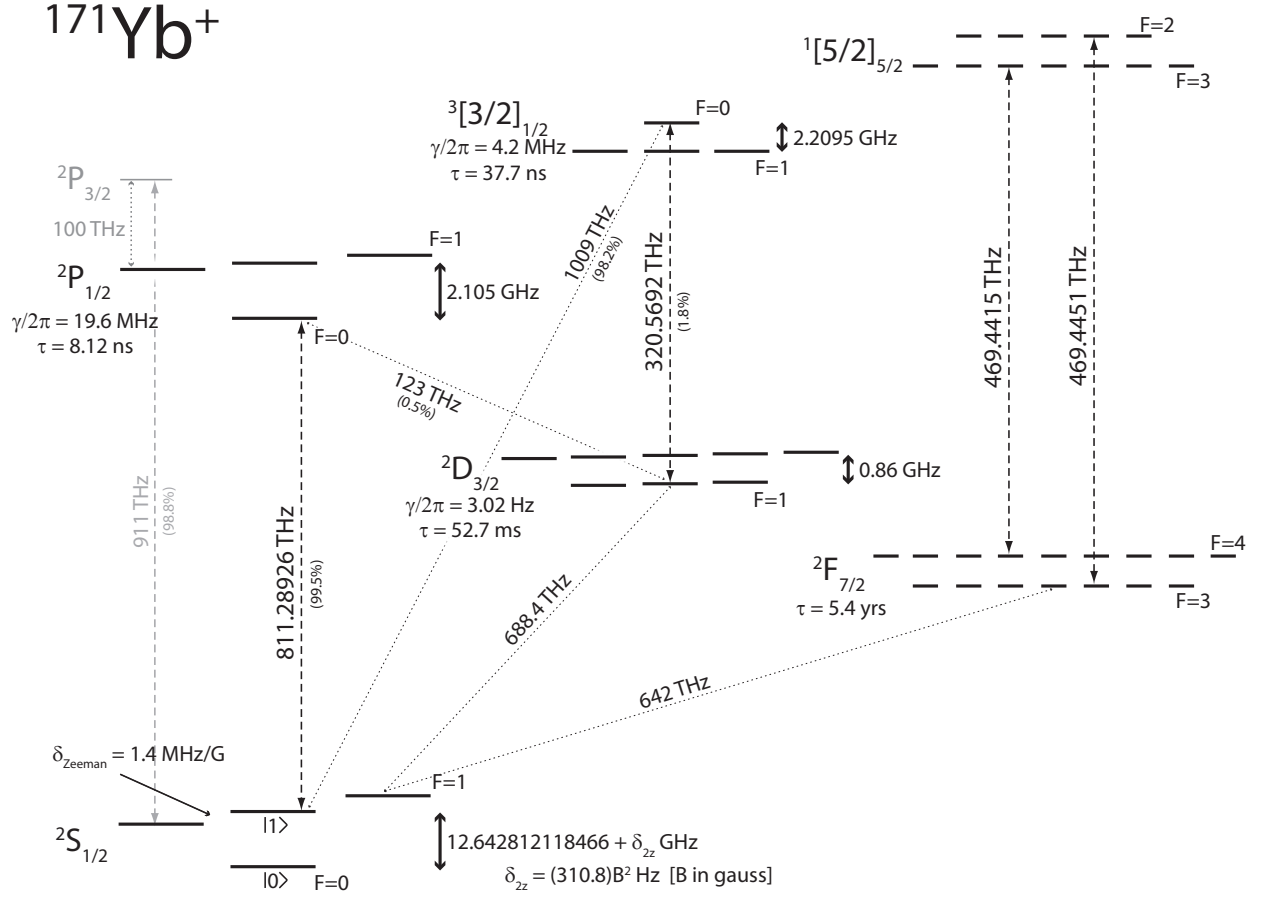 171Yb+
1[5/2]5/2
F=2
F=3
3[3/2]1/2
γ/2π = 4.2 MHz
τ = 37.7 ns
F=0
F=1
2.2095 GHz
2P3/2
100 THz
2P1/2
γ/2π = 19.6 MHz
τ = 8.12 ns
F=1
2.105 GHz
F=0
1009 THz
(98.2%)
320.5692 THz
(1.8%)
469.4415 THz
469.4451 THz
123 THz
(0.5%)
2D3/2
γ/2π = 3.02 Hz
τ = 52.7 ms
0.86 GHz
F=1
911 THz
(98.8%)
811.28926 THz
(99.5%)
2F7/2
τ = 5.4 yrs
F=4
F=3
688.4 THz
642 THz
δZeeman = 1.4 MHz/G
2S1/2
|1>
F=1
|0>
F=0
12.642812118466 + δ2z GHz
δ2z = (310.8)B2 Hz [B in gauss]